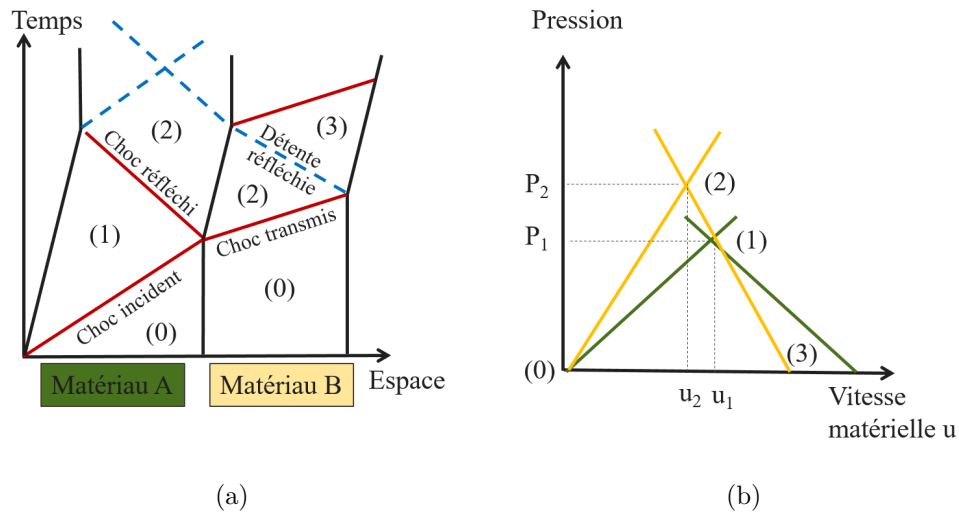 Temps
(2)
(3)
Détente
réfléchie
Choc réfléchi
(2)
(1)
Choc transmis
Choc incident
(0)
(0)
Matériau A
Matériau B
Espace
(a)
Pression
P2
(2)
P1
(1)
(3)
(0)
u2 u1
Vitesse
matérielle u
(b)